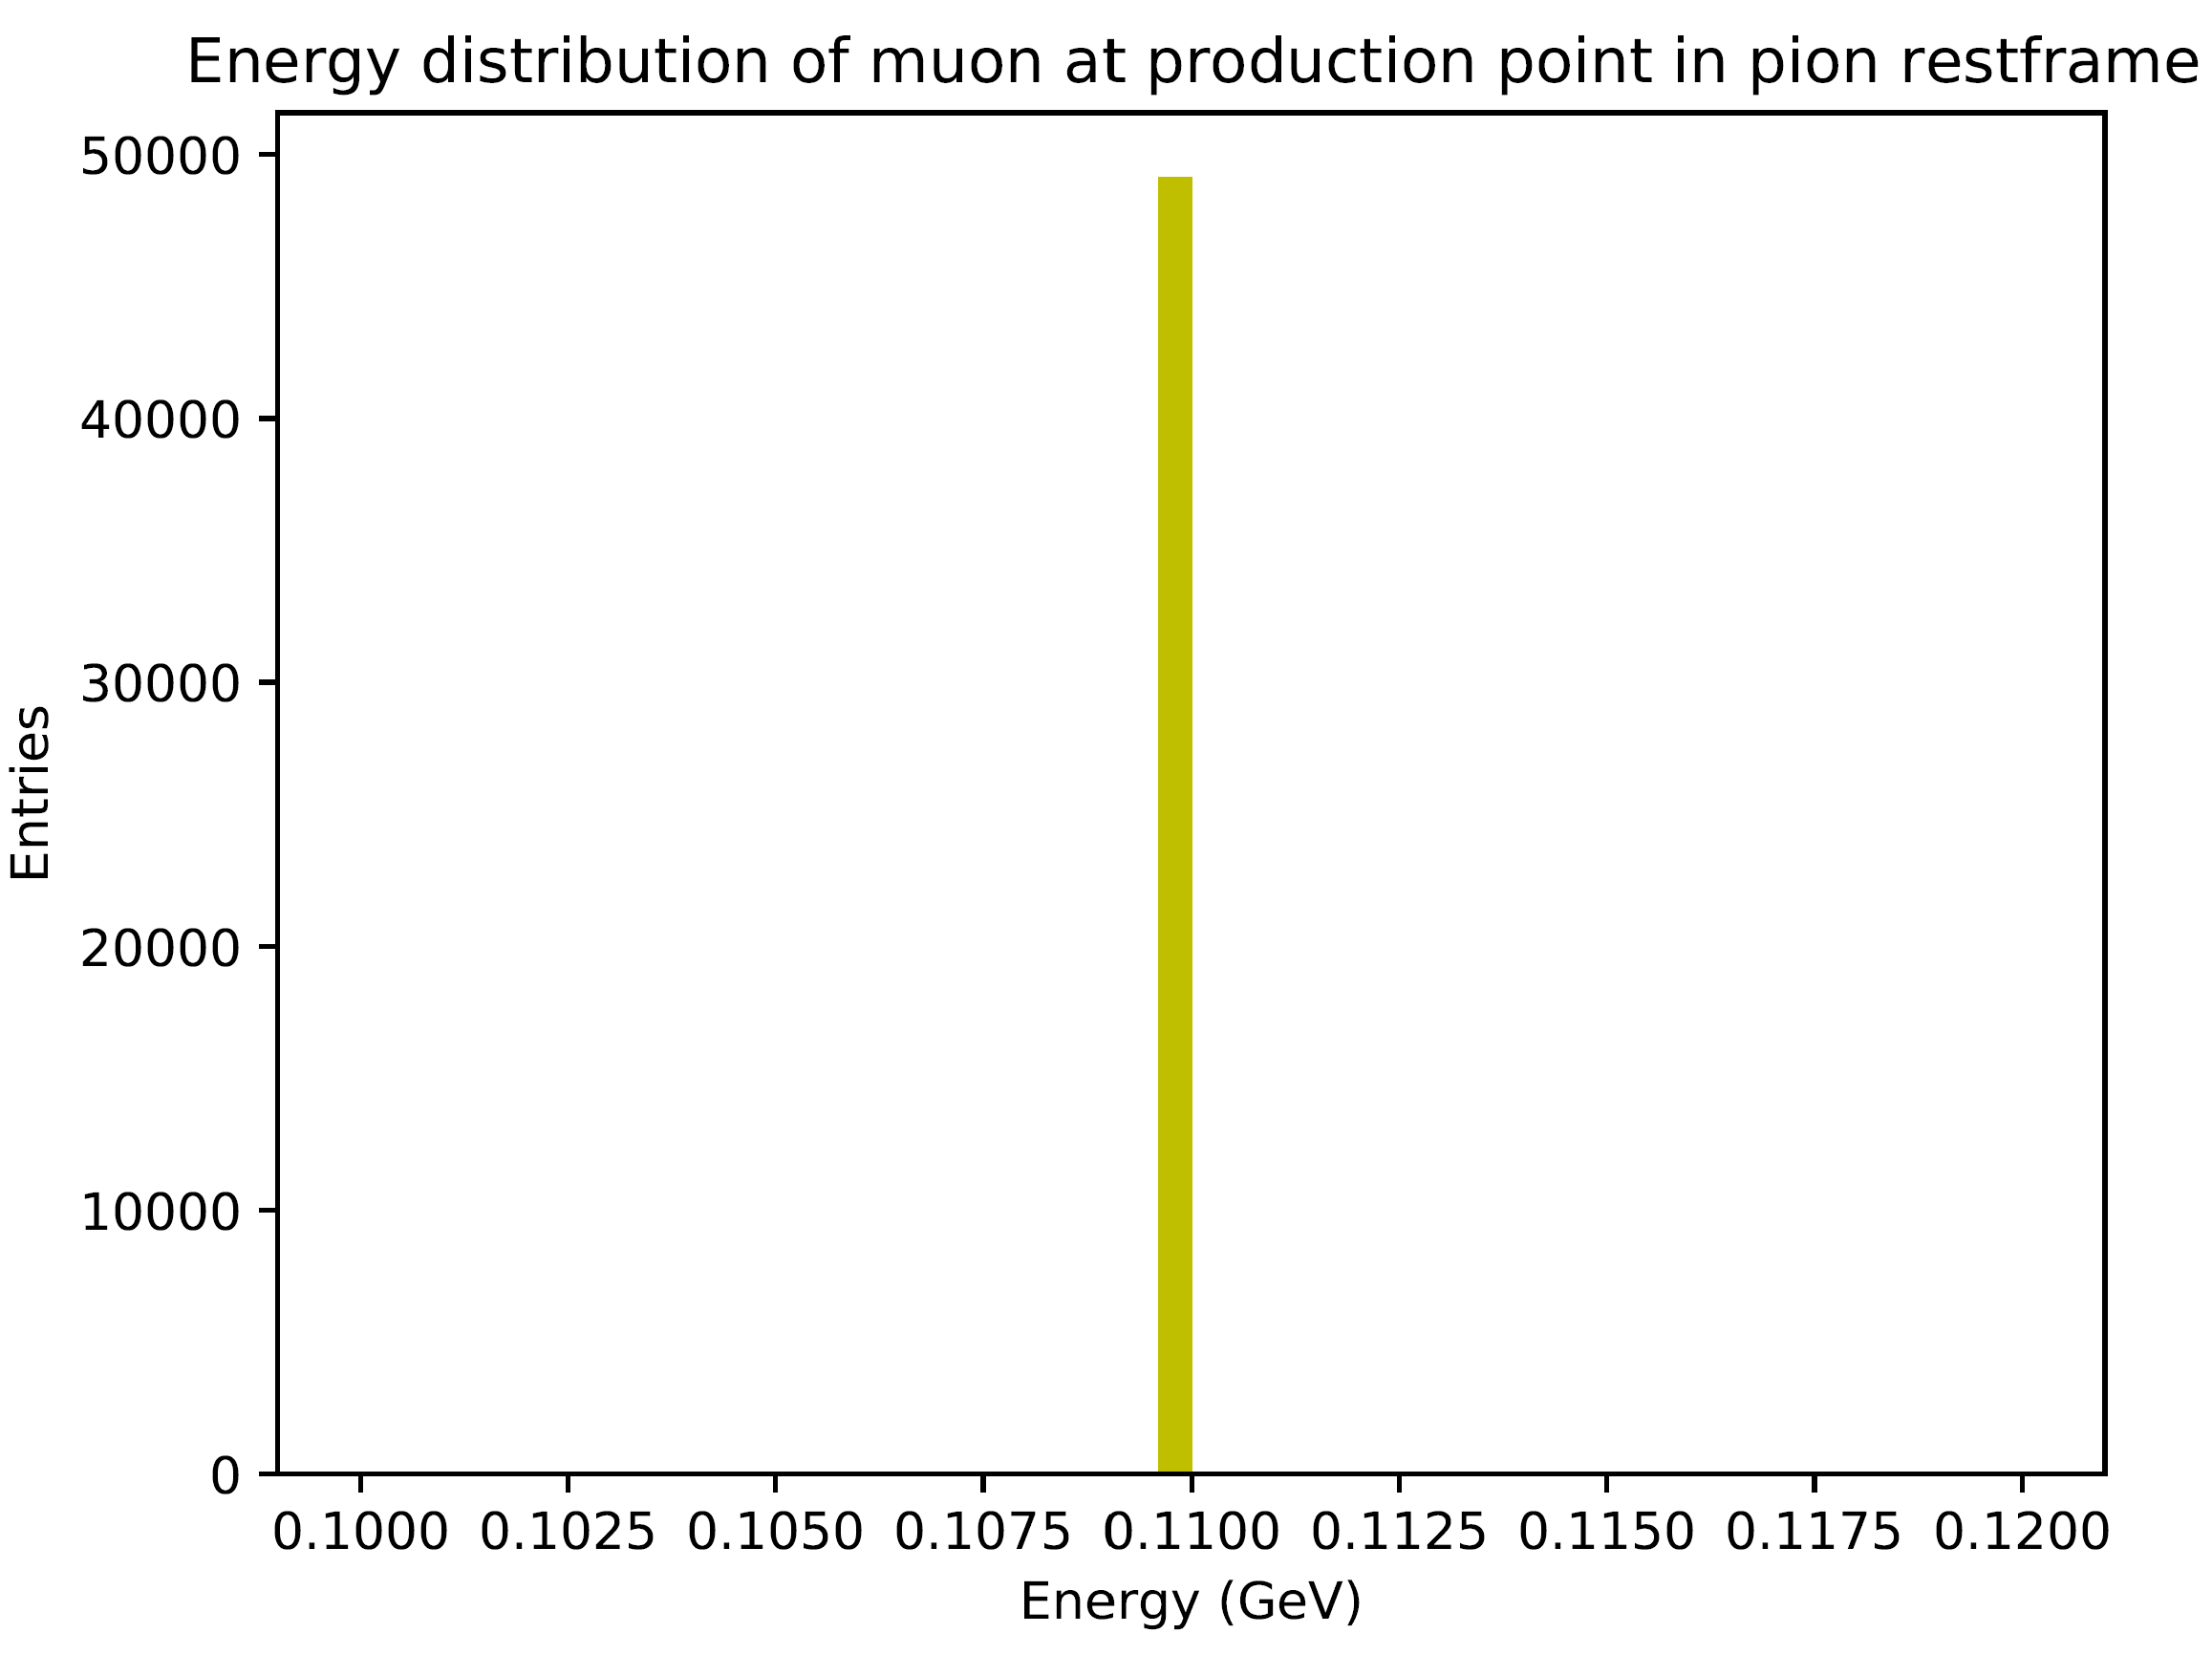 Energy distribution of muon at production point in pion restframe
50000
40000
30000
20000
10000
0
Entries
0.1000 0.1025 0.1050 0.1075 0.1100 0.1125 0.1150 0.1175 0.1200
Energy (GeV)